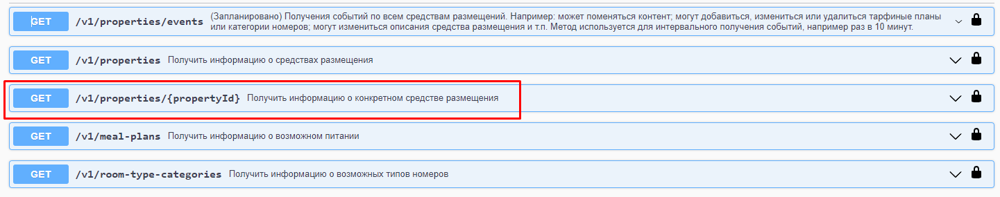 GET /v1/properties/events (Запланировано) Получения событий по всем средствам размещений. Например: может поменяться контент; могут добавиться, измениться или удалиться тарфиные планы
или категории номеров; могут измениться описания средства размещения и т.п. Метод используется для интервального получения событий, например раз в 10 минут.
GET /v1/properties Получить информацию о средствах размещения
GET /v1/properties/{propertyId} Получить информацию о конкретном средстве размещения
GET /v1/meal-plans Получить информацию о возможном питании
GET /v1/room-type-categories Получить информацию о возможных типов номеров